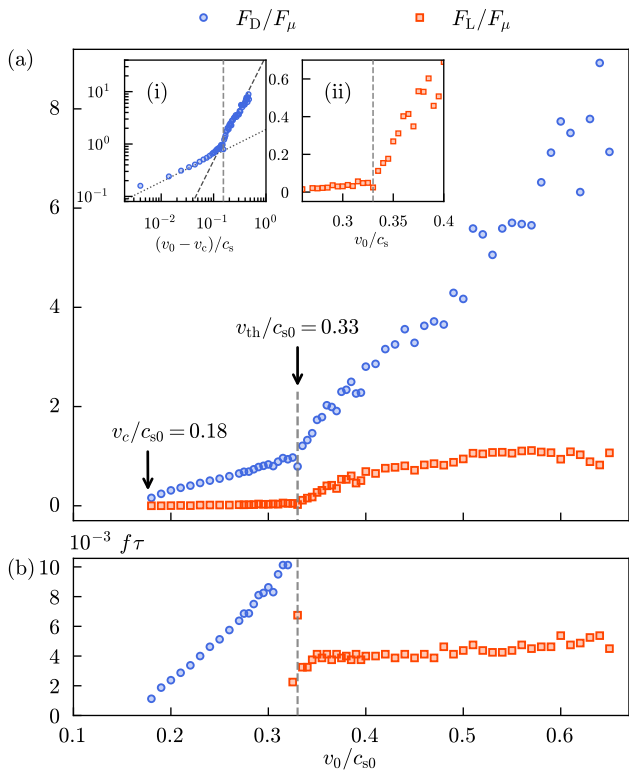 F_D/F_μ F_L/F_μ
(a)
8
6
4
2
0
(i)
10^1
10^0
10^−1
10^−2 10^−1 10^0
(v_0 − v_c)/c_s
(ii)
0.6
0.4
0.2
0
0.3 0.35 0.4
v_0/c_s
v_th/c_s0 = 0.33
v_c/c_s0 = 0.18
10^−3 fτ
(b)
10
8
6
4
2
0
0.1 0.2 0.3 0.4 0.5 0.6
v_0/c_s0